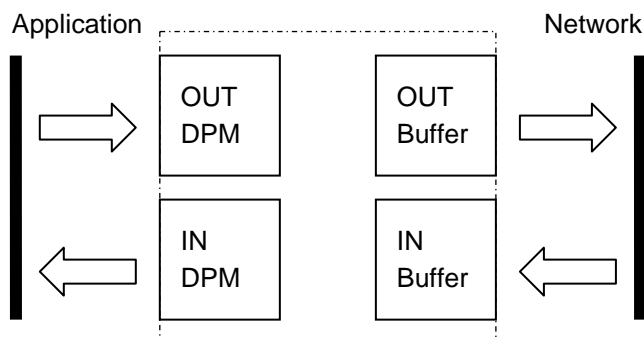 Application
Network
OUT
DPM
OUT
Buffer
IN
DPM
IN
Buffer